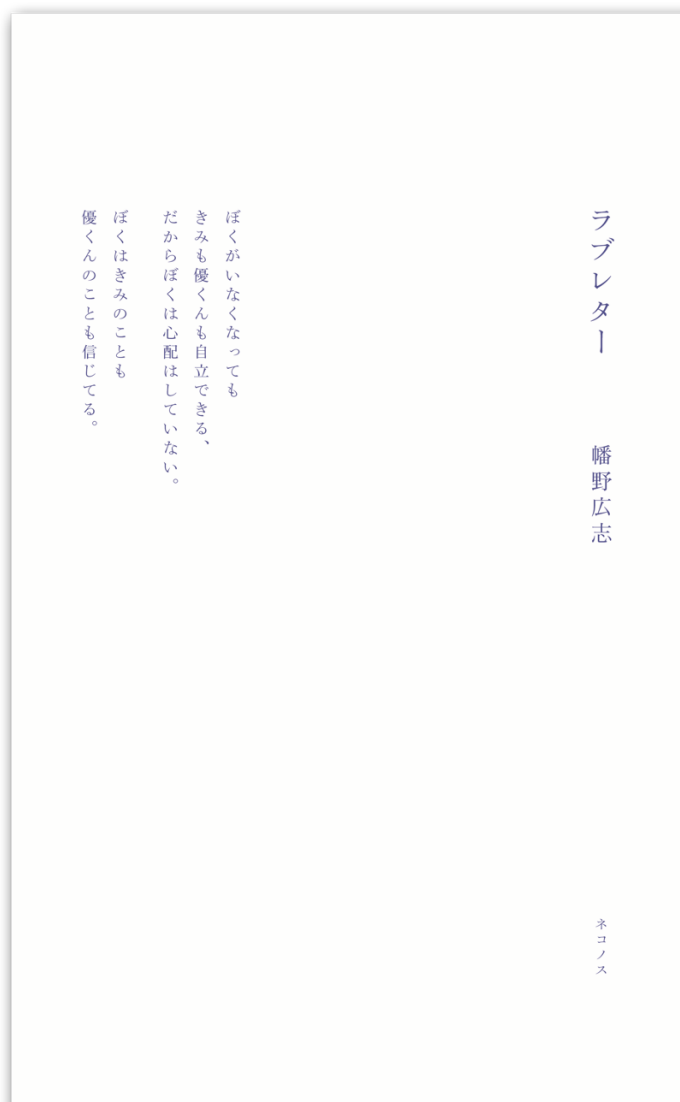 ラブレター
幡野広志
ネコノス
ぼくがいなくなっても
きみも優くんも自立できる、
だからぼくは心配はしていない。
ぼくはきみのことも
優くんのことも信じてる。